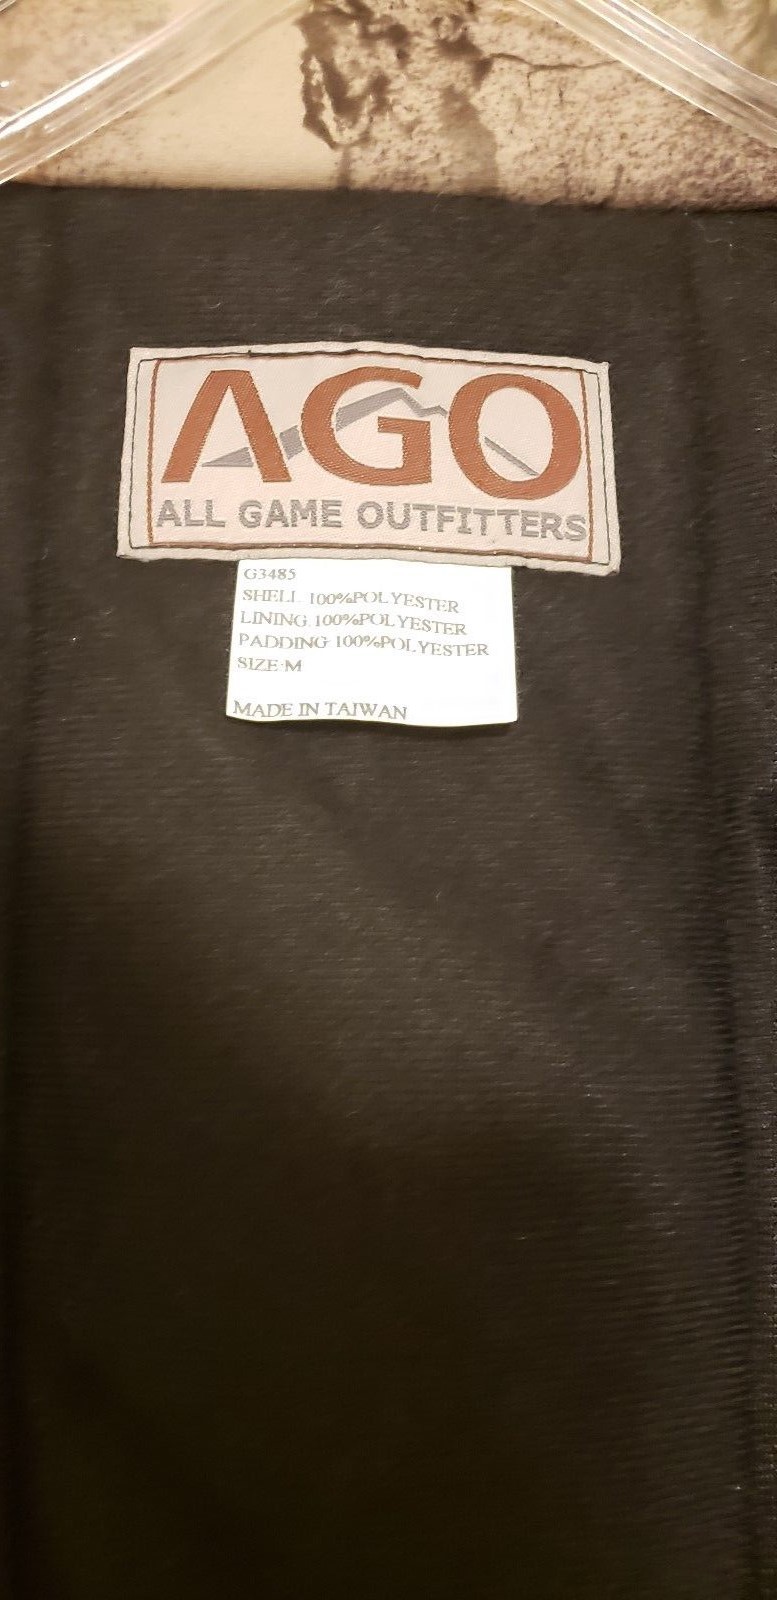 AGO
ALL GAME OUTFITTERS
G3485
SHELL 100%POLYESTER
LINING 100%POLYESTER
PADDING 100%POLYESTER
SIZE M
MADE IN TAIWAN